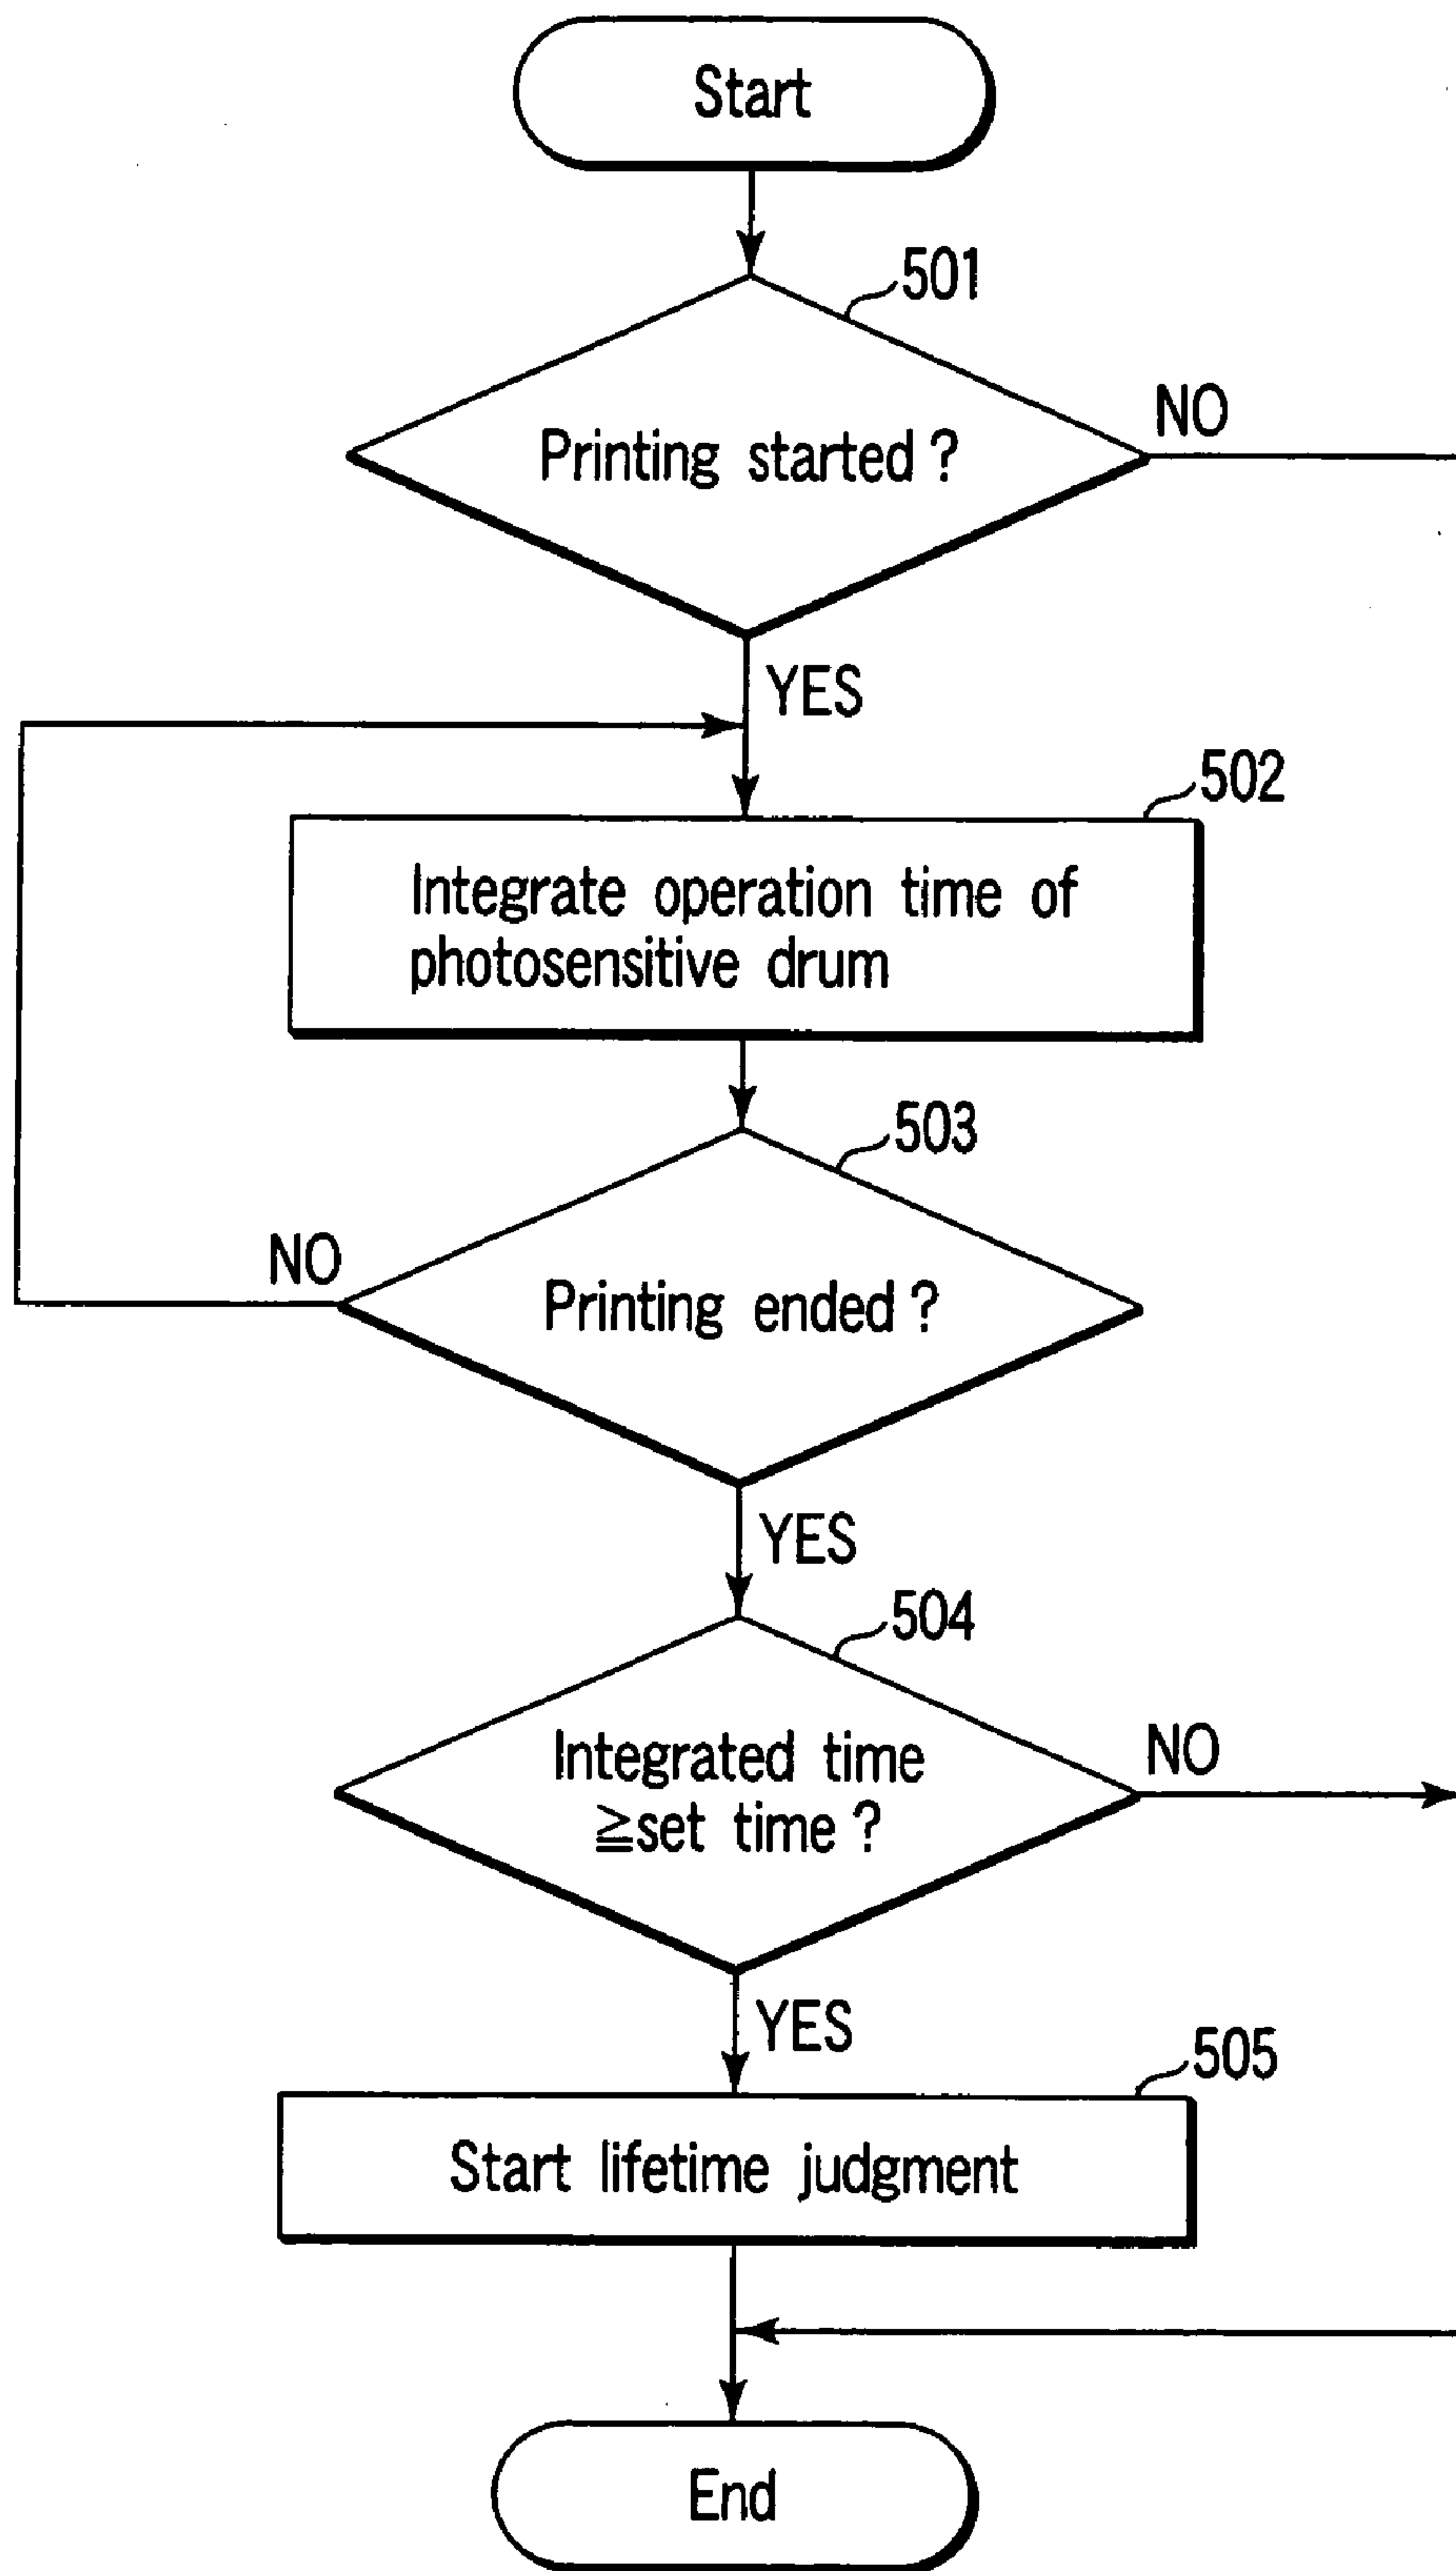 Start
501
Printing started ?
NO
YES
502
Integrate operation time of
photosensitive drum
503
NO
Printing ended ?
YES
504
Integrated time
≧set time ?
NO
YES
505
Start lifetime judgment
End